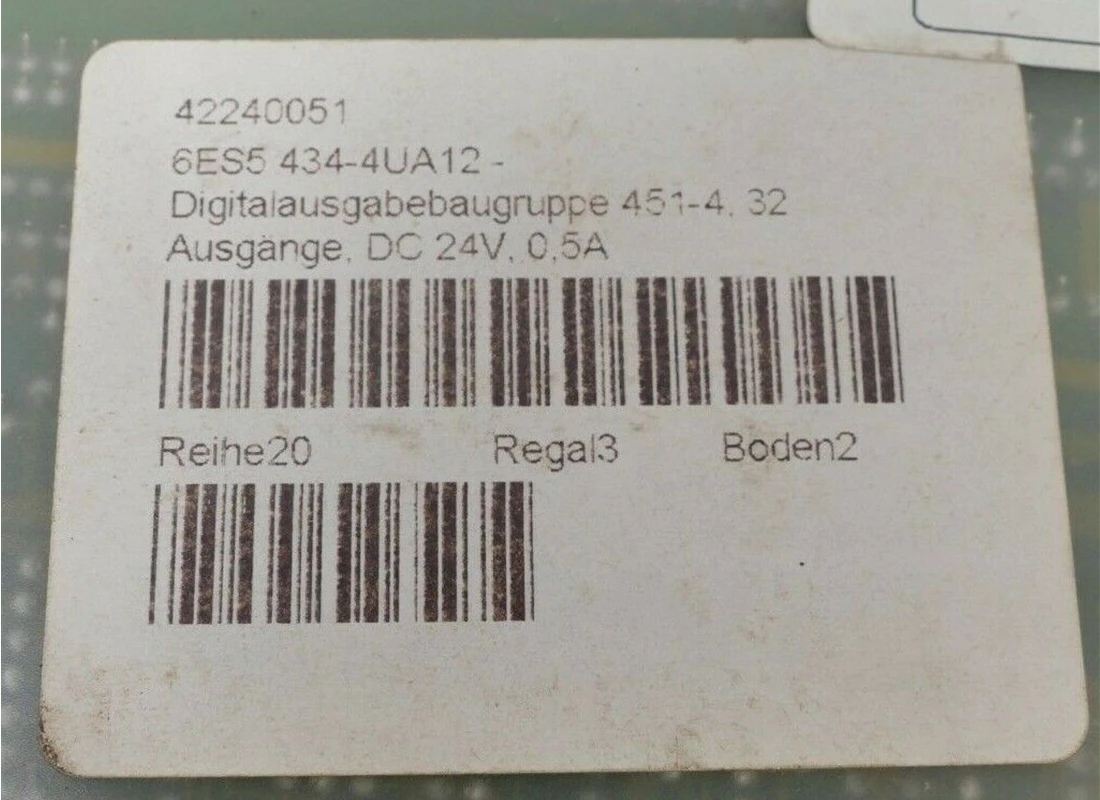 42240051
6ES5 434-4UA12 -
Digitalausgabebaugruppe 451-4, 32
Ausgänge, DC 24V, 0,5A
Reihe20 Regal3 Boden2